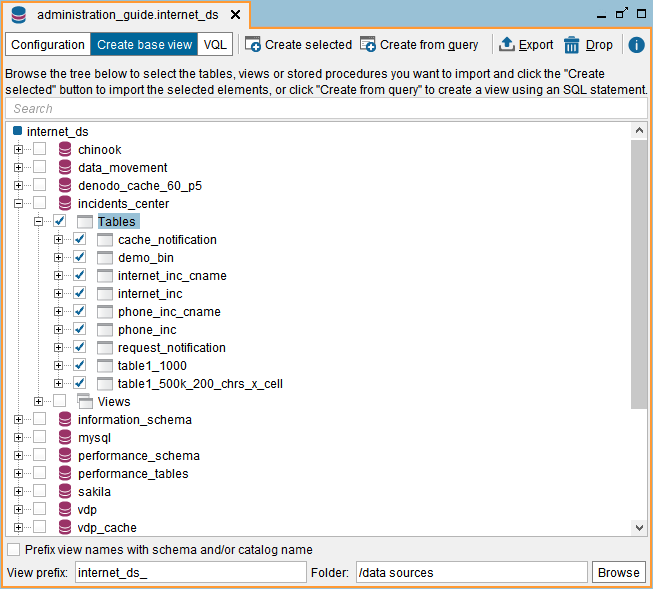 administration_guide.internet_ds
Configuration Create base view VQL Create selected Create from query Export Drop
Browse the tree below to select the tables, views or stored procedures you want to import and click the "Create
selected" button to import the selected elements, or click "Create from query" to create a view using an SQL statement.
Search
internet_ds
chinook
data_movement
denodo_cache_60_p5
incidents_center
Tables
cache_notification
demo_bin
internet_inc_cname
internet_inc
phone_inc_cname
phone_inc
request_notification
table1_1000
table1_500k_200_chrs_x_cell
Views
information_schema
mysql
performance_schema
performance_tables
sakila
vdp
vdp_cache
Prefix view names with schema and/or catalog name
View prefix: internet_ds_ Folder: /data sources Browse